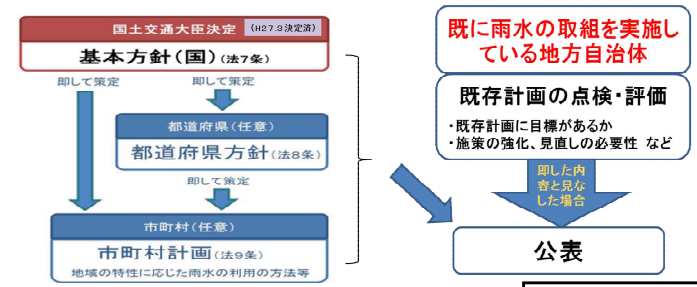 国土交通大臣決定 (H27.3決定済)
基本方針(国)(法7条)
即して策定 即して策定
都道府県(任意)
都道府県方針(法8条)
即して策定
市町村(任意)
市町村計画(法9条)
地域の特性に応じた雨水の利用の方法等
既に雨水の取組を実施し
ている地方自治体
既存計画の点検・評価
・既存計画に目標があるか
・施策の強化、見直しの必要性 など
即した内
容と見な
した場合
公表